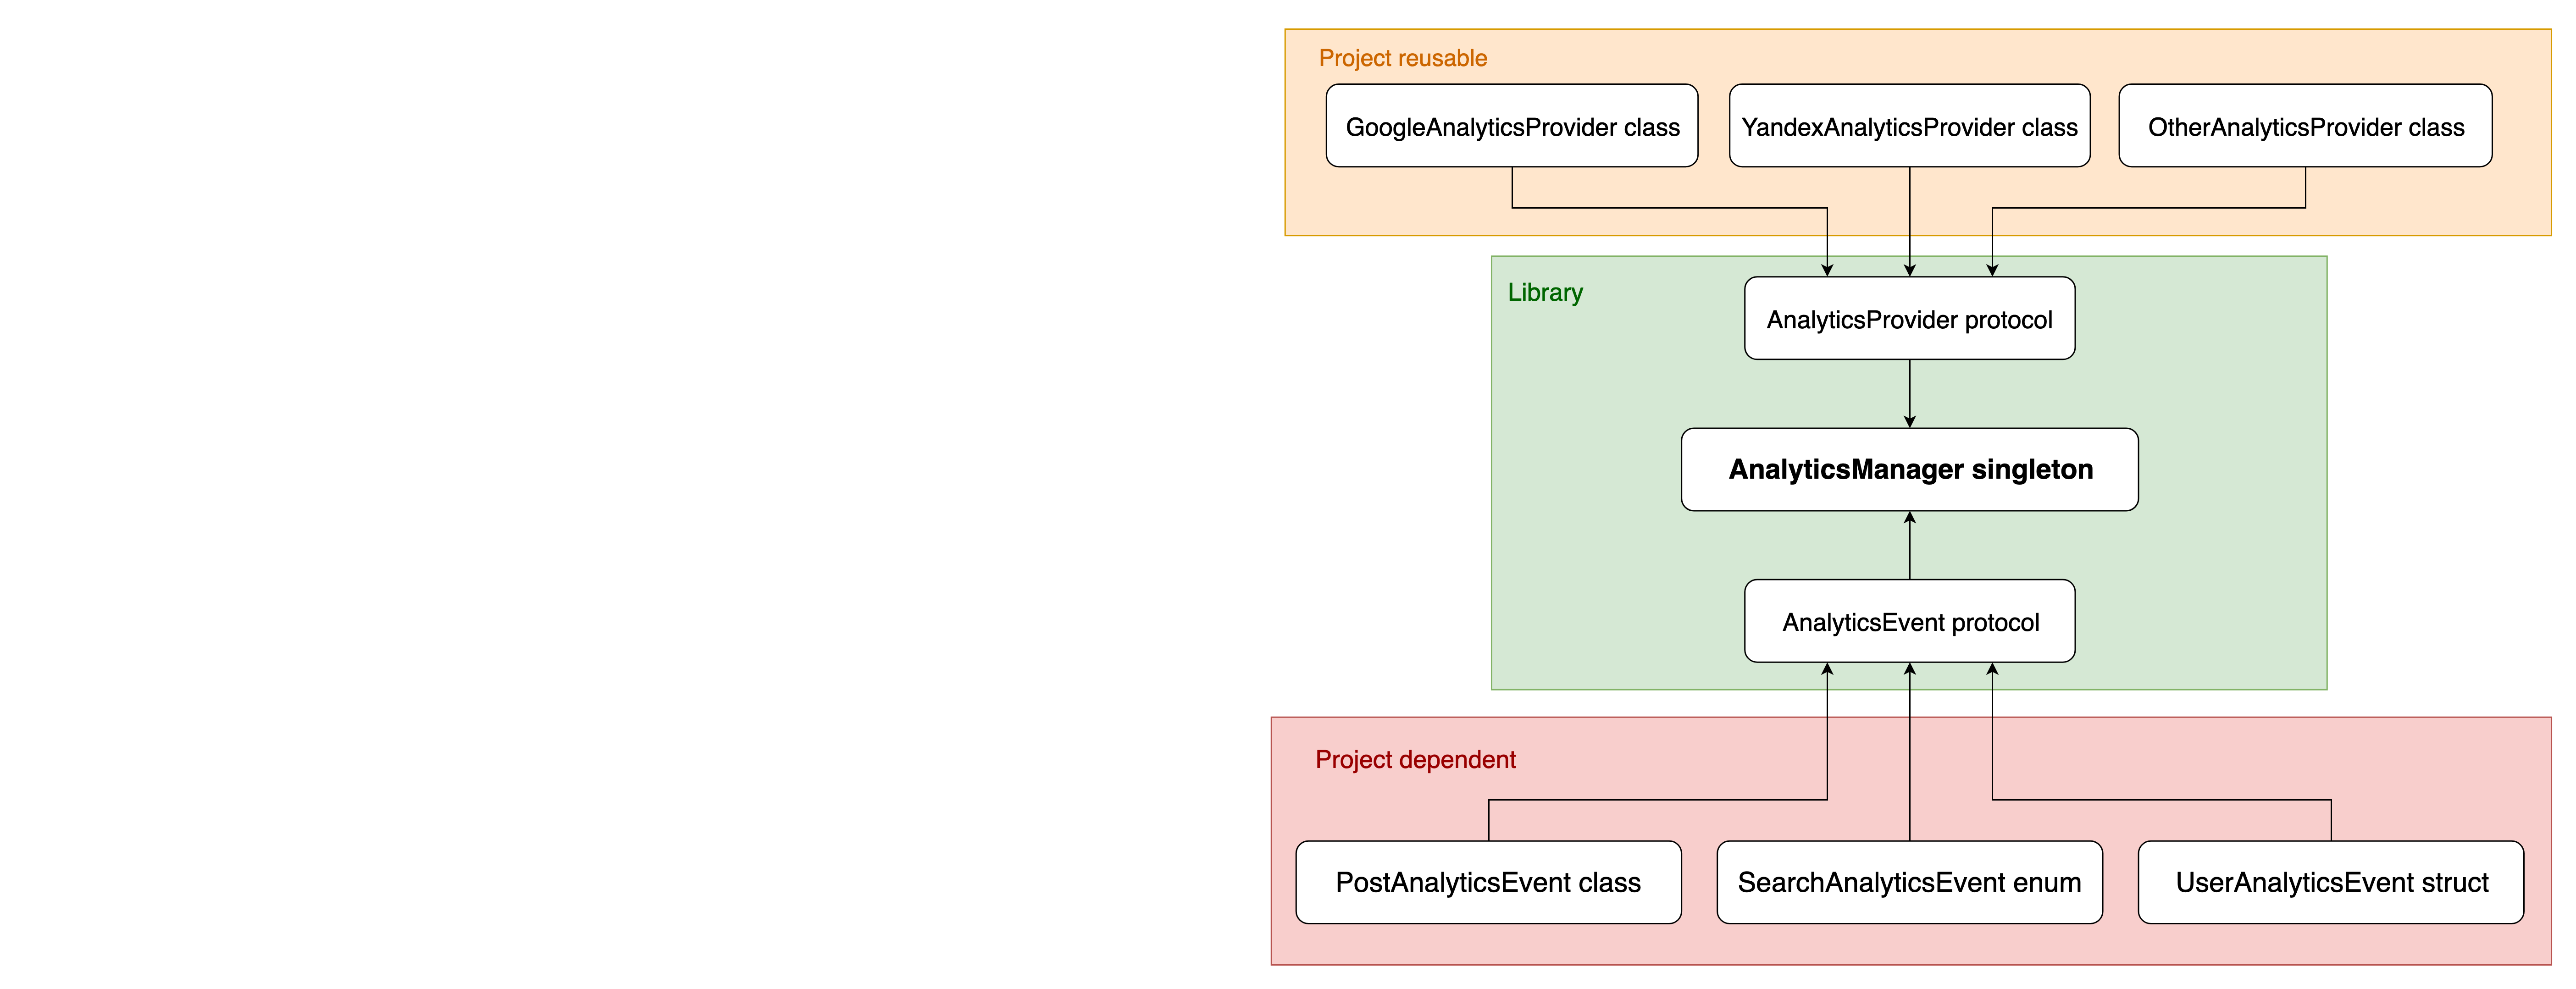 Project reusable
GoogleAnalyticsProvider class
YandexAnalyticsProvider class
OtherAnalyticsProvider class
Library
AnalyticsProvider protocol
AnalyticsManager singleton
AnalyticsEvent protocol
Project dependent
PostAnalyticsEvent class
SearchAnalyticsEvent enum
UserAnalyticsEvent struct